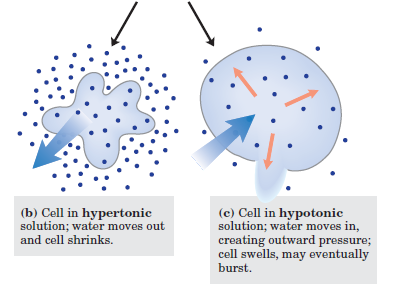 (b) Cell in hypertonic
solution; water moves out
and cell shrinks.
(c) Cell in hypotonic
solution; water moves in,
creating outward pressure;
cell swells, may eventually
burst.